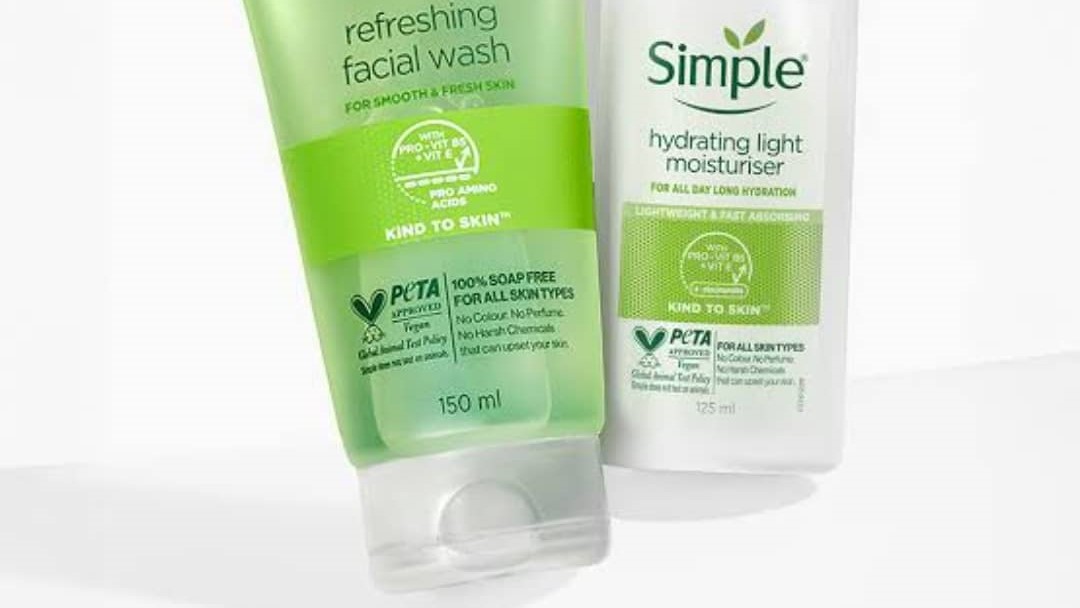 refreshing
facial wash
FOR SMOOTH & FRESH SKIN
WITH
PRO-VIT B5
+ VIT E
PRO AMINO
ACIDS
KIND TO SKIN™
PETA
APPROVED
Vegan
Global Animal Test Policy
Simple does not test on animals.
100% SOAP FREE
FOR ALL SKIN TYPES
No Colour. No Perfume.
No Harsh Chemicals
that can upset your skin.
150 ml
Simple®
hydrating light
moisturiser
FOR ALL DAY LONG HYDRATION
LIGHTWEIGHT & FAST ABSORBING
WITH
PRO-VIT B5
+ VIT E
KIND TO SKIN™
PETA
APPROVED
Vegan
Global Animal Test Policy
Simple does not test on animals.
FOR ALL SKIN TYPES
No Colour. No Perfume.
No Harsh Chemicals
that can upset your skin.
125 ml